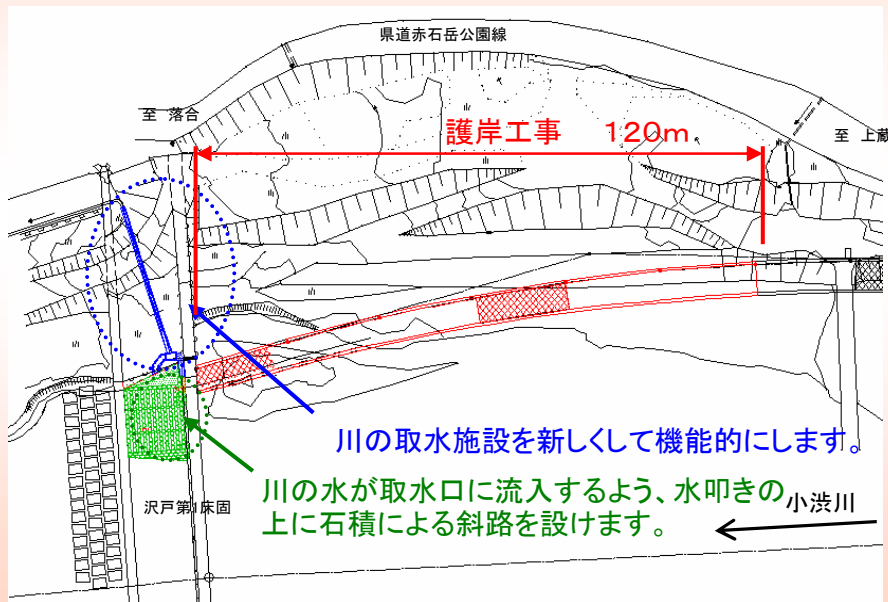 県道赤石岳公園線
至 落合
護岸工事 120m
至 上蔵
川の取水施設を新しくして機能的にします。
川の水が取水口に流入するよう、水叩きの
上に石積による斜路を設けます。
小渋川
沢戸第1床固